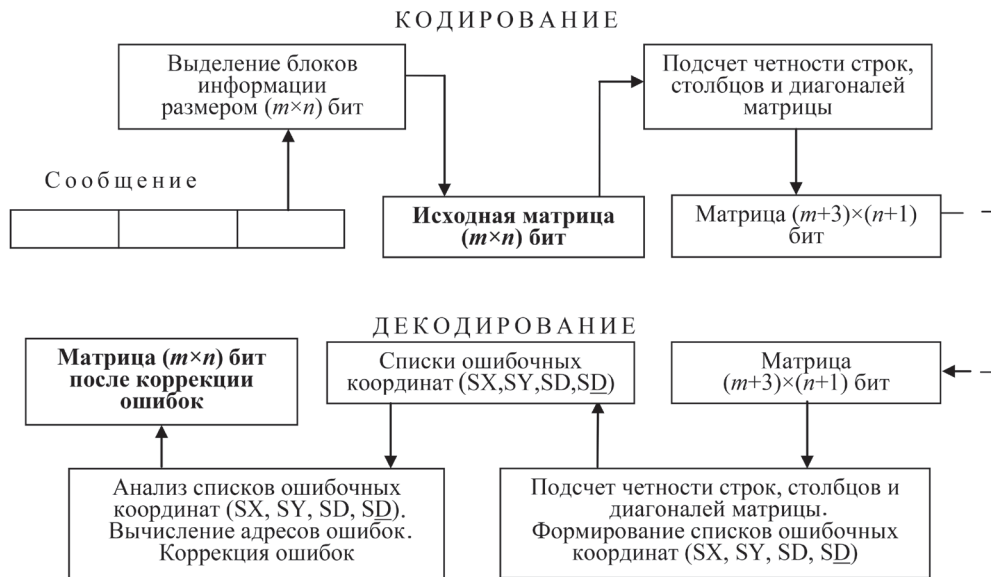 КОДИРОВАНИЕ
Выделение блоков
информации
размером (m×n) бит
Подсчет четности строк,
столбцов и диагоналей
матрицы
Сообщение
Исходная матрица
(m×n) бит
Матрица (m+3)×(n+1)
бит
ДЕКОДИРОВАНИЕ
Матрица (m×n) бит
после коррекции
ошибок
Списки ошибочных
координат (SX,SY,SD,SD)
Матрица
(m+3)×(n+1) бит
Анализ списков ошибочных
координат (SX, SY, SD, SD).
Вычисление адресов ошибок.
Коррекция ошибок
Подсчет четности строк, столбцов и
диагоналей матрицы.
Формирование списков ошибочных
координат (SX, SY, SD, SD)